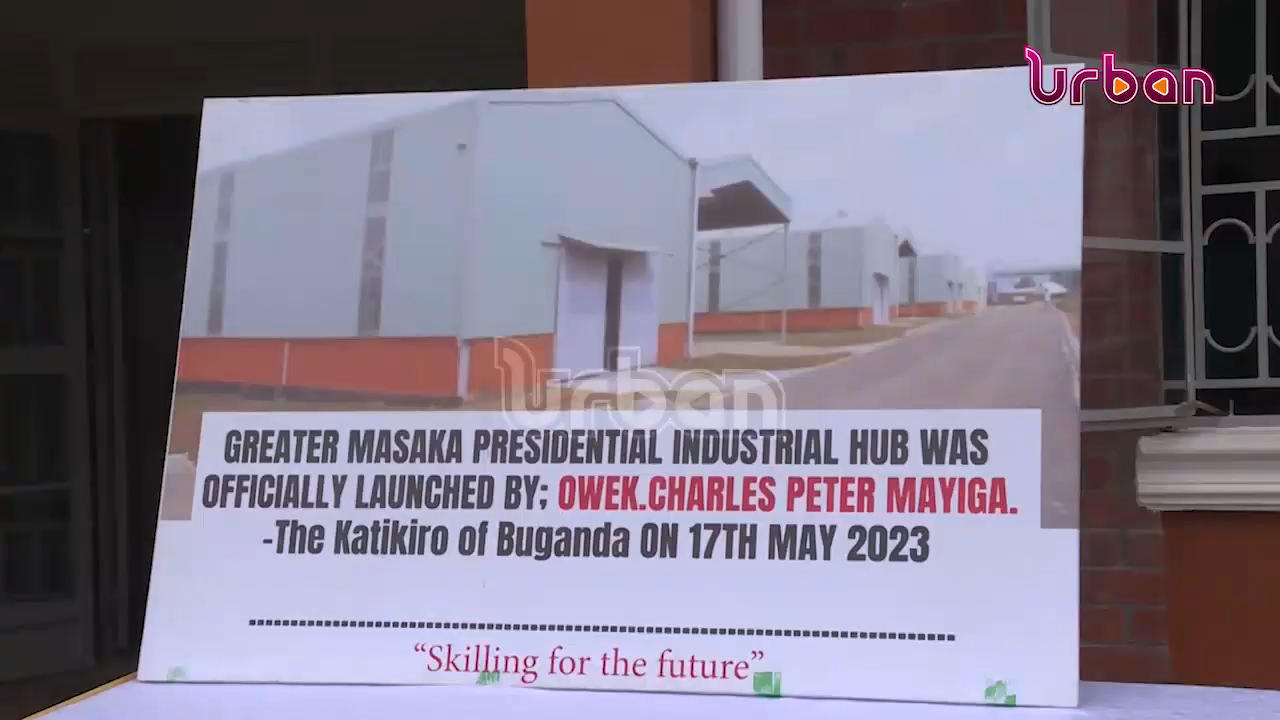 Urban
Urban
GREATER MASAKA PRESIDENTIAL INDUSTRIAL HUB WAS
OFFICIALLY LAUNCHED BY; OWEK.CHARLES PETER MAYIGA.
-The Katikiro of Buganda ON 17TH MAY 2023
“Skilling for the future”